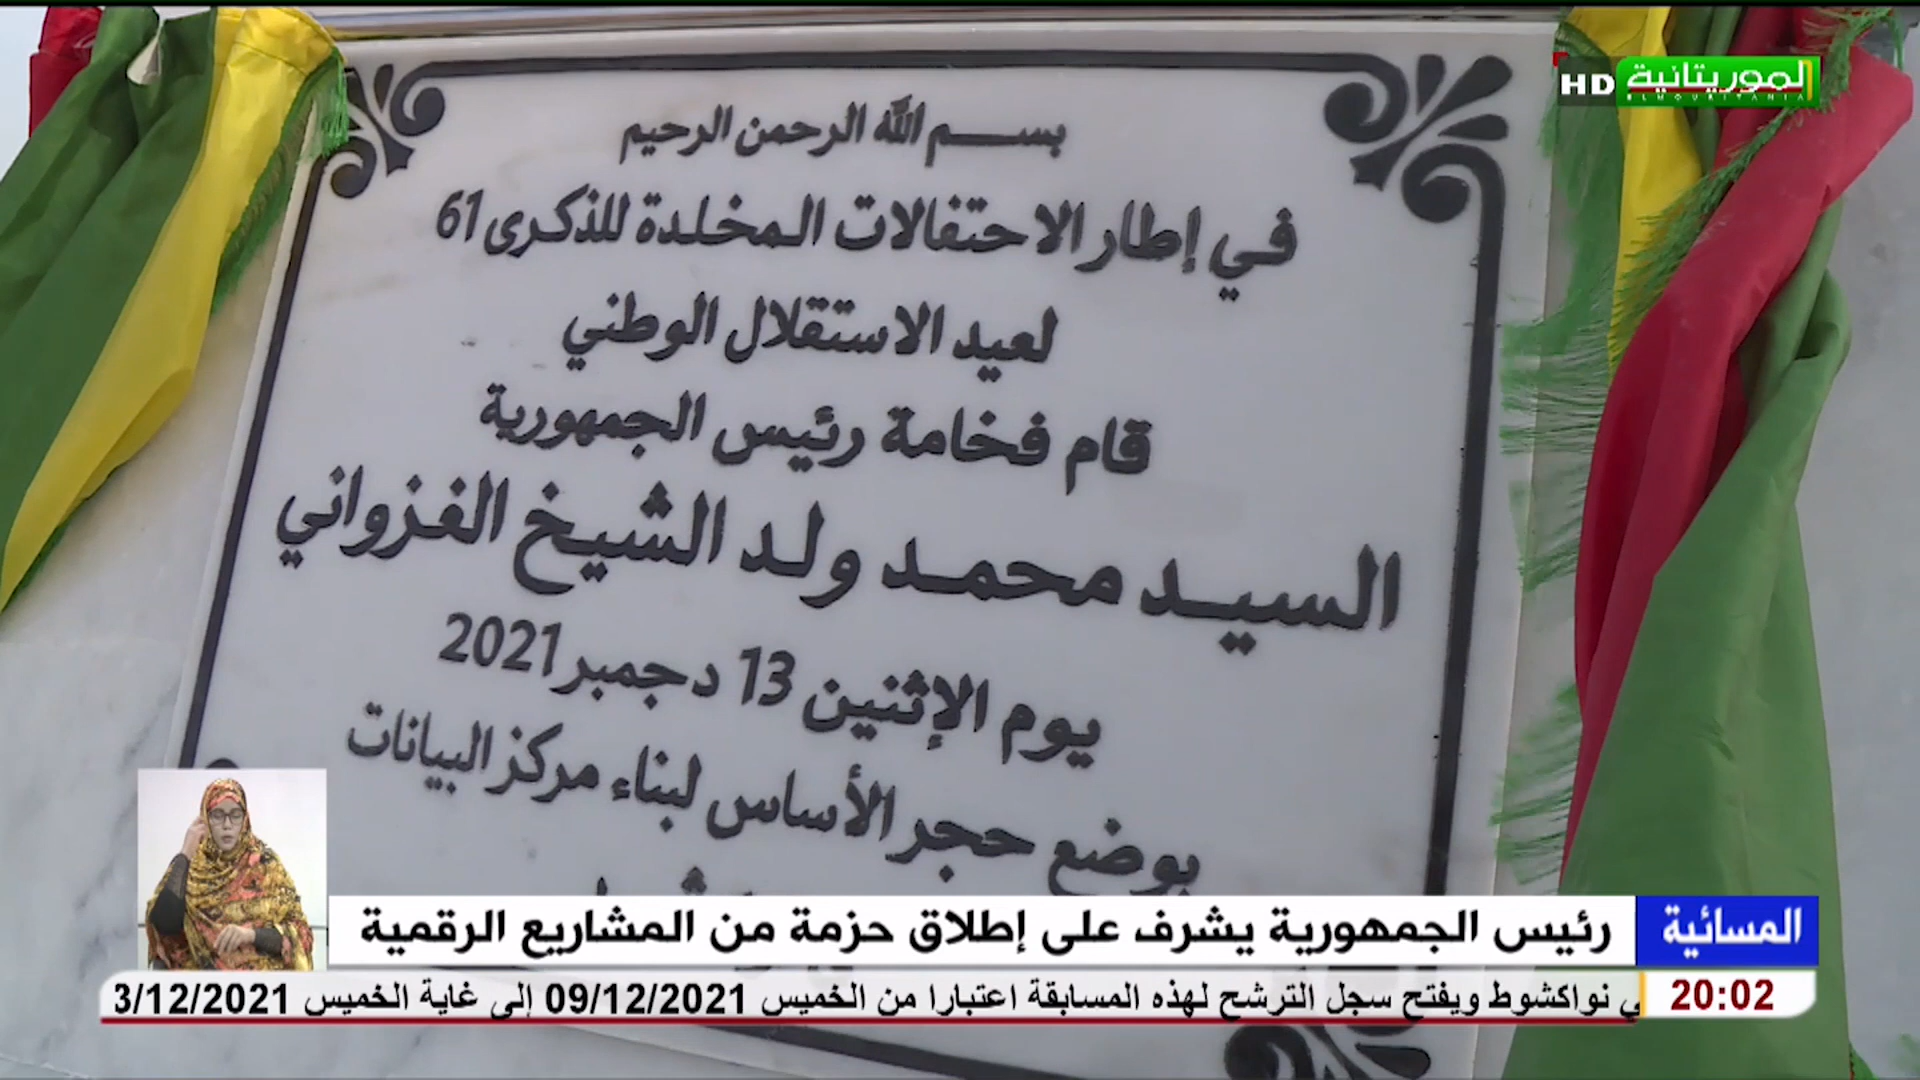 HD الموريتانية
ELMOURITANIA
بســـم الله الرحمن الرحيم
في إطار الاحتفالات المخلدة للذكرى 61
لعيد الاستقلال الوطني
قام فخامة رئيس الجمهورية
السيد محمد ولد الشيخ الغزواني
يوم الإثنين 13 دجمبر 2021
بوضع حجر الأساس لبناء مركز البيانات
المسائية
رئيس الجمهورية يشرف على إطلاق حزمة من المشاريع الرقمية
20:02
نواكشوط ويفتح سجل الترشح لهذه المسابقة اعتبارا من الخميس 09/12/2021 إلى غاية الخميس 3/12/2021